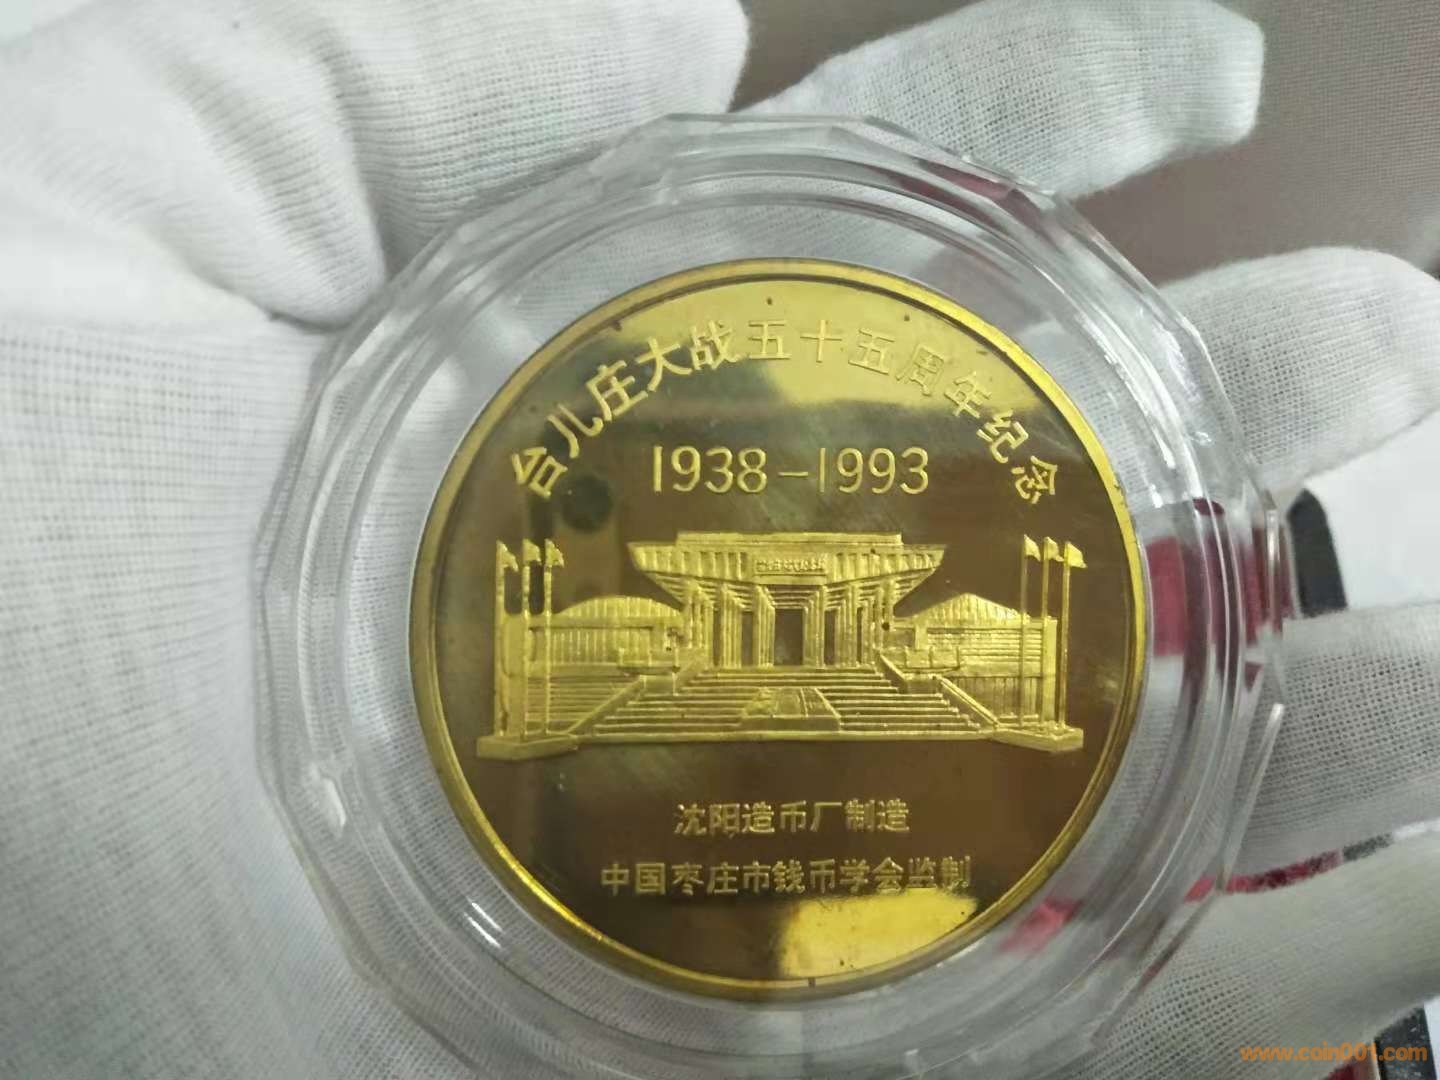 台儿庄大战五十五周年纪念
1938-1993
沈阳造币厂制造
中国枣庄市钱币学会监制
www.coin001.com